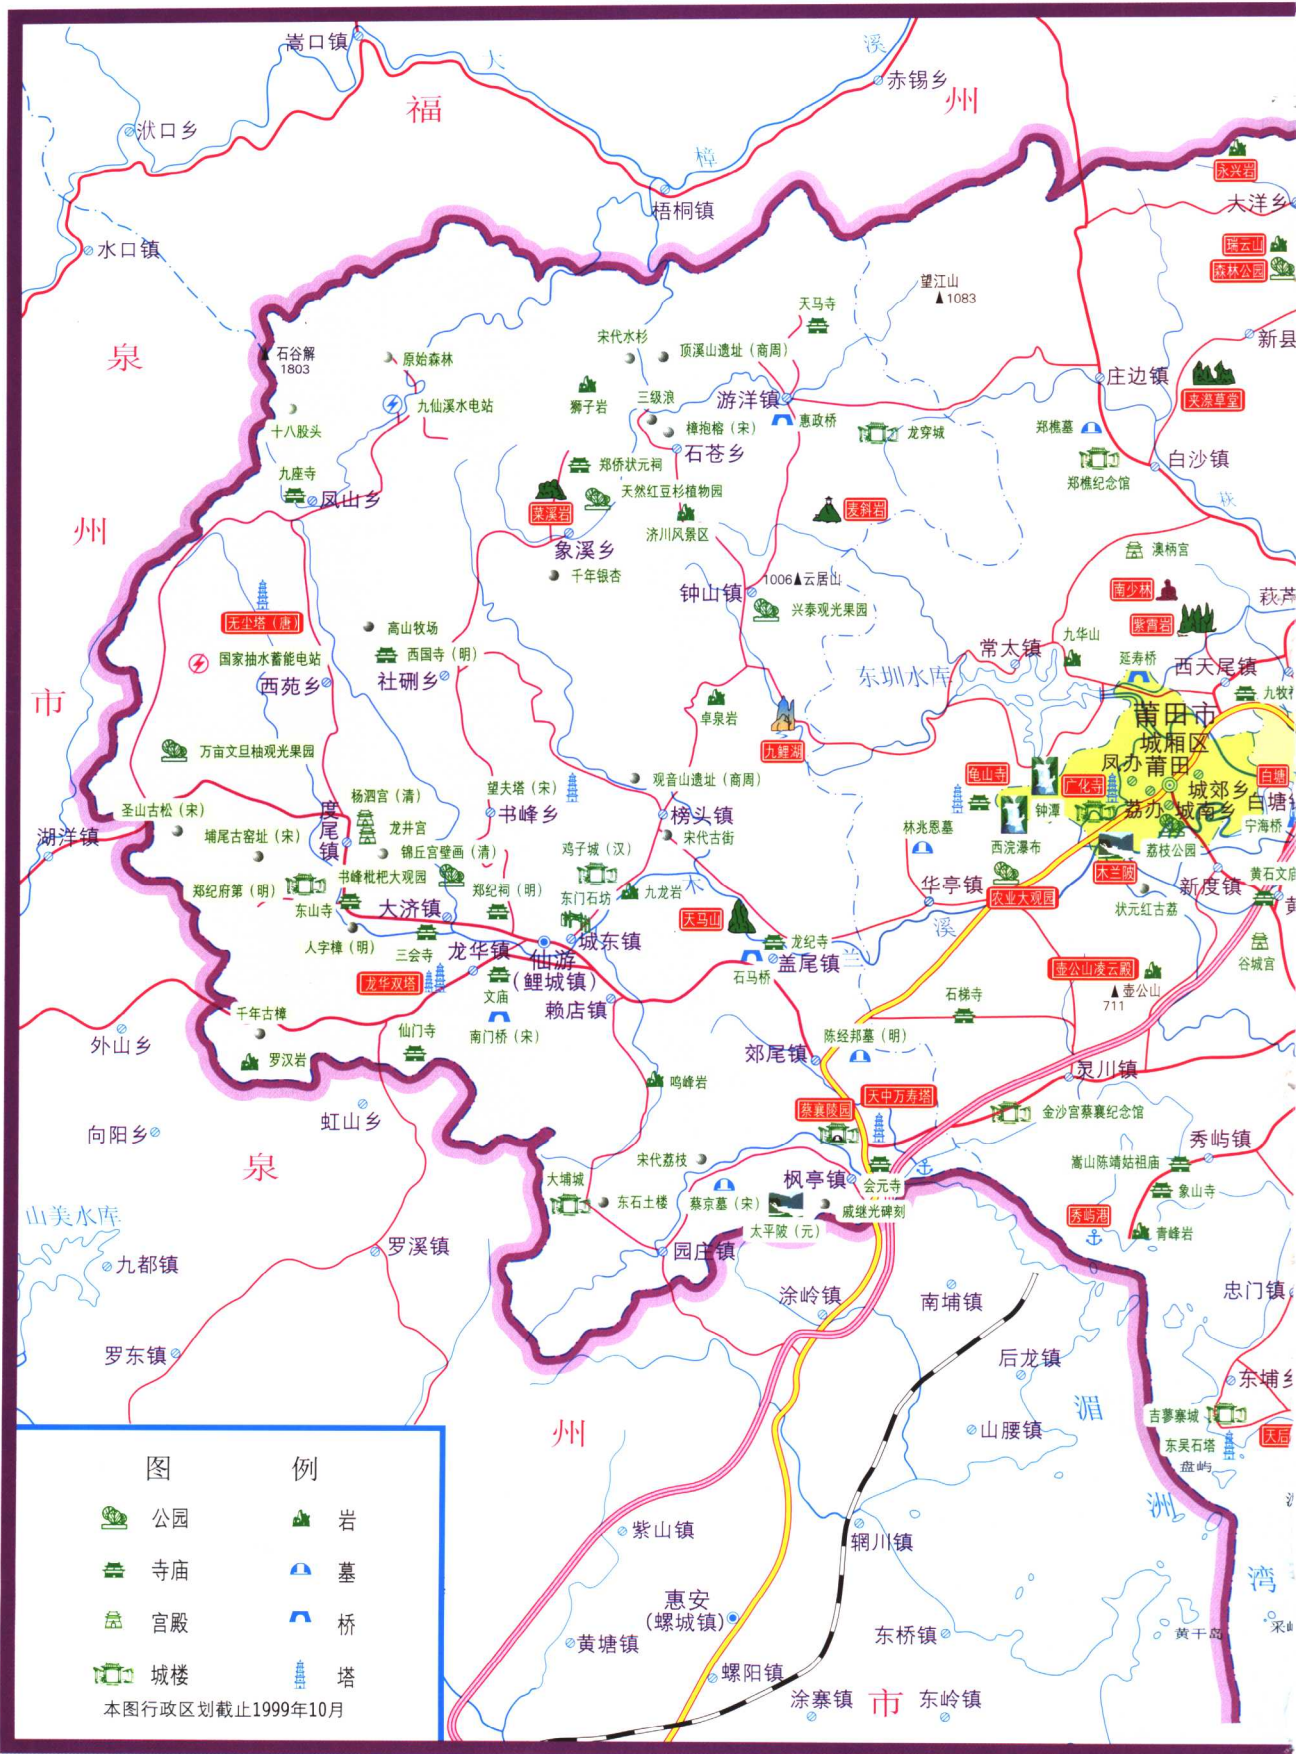 嵩口镇
大
溪
赤锡乡
福
州
洑口乡
樟
永兴岩
梧桐镇
大洋乡
水口镇
瑞云山
森林公园
望江山
1083
天马寺
新县
泉
石谷解
1803
原始森林
宋代水杉
顶溪山遗址（商周）
庄边镇
夹漈草堂
九仙溪水电站
狮子岩
三级浪
游洋镇
惠政桥
十八股头
樟抱榕（宋）
龙穿城
郑樵墓
石苍乡
白沙镇
九座寺
郑侨状元祠
郑樵纪念馆
凤山乡
天然红豆杉植物园
菜溪岩
麦斜岩
萩
州
济川风景区
象溪乡
澳柄宫
千年银杏
1006
云居山
钟山镇
南少林
兴泰观光果园
紫霄岩
无尘塔（唐）
高山牧场
九华山
国家抽水蓄能电站
西国寺（明）
常太镇
延寿桥
西天尾镇
西苑乡
社硎乡
东圳水库
市
九牧
卓泉岩
莆田市
城厢区
万亩文旦柚观光果园
九鲤湖
凤办
莆田
龟山寺
广化寺
白塘
观音山遗址（商周）
望夫塔（宋）
杨泗宫（清）
城郊乡
圣山古松（宋）
度尾镇
书峰乡
榜头镇
钟潭
荔办
城南乡
白塘
龙井宫
林兆恩墓
宁海桥
湖洋镇
埔尾古窑址（宋）
宋代古街
西浣瀑布
荔枝公园
锦丘宫壁画（清）
鸡子城（汉）
木兰陂
黄石文庙
郑纪府第（明）
书峰枇杷大观园
郑纪祠（明）
东门石坊
九龙岩
木
华亭镇
农业大观园
新度镇
东山寺
大济镇
天马山
状元红古荔
溪
人字樟（明）
三会寺
龙华镇
仙游
（鲤城镇）
城东镇
龙纪寺
石马桥
盖尾镇
兰
谷城宫
龙华双塔
文庙
壶公山凌云殿
壶公山
711
赖店镇
石梯寺
千年古樟
仙门寺
南门桥（宋）
陈经邦墓（明）
外山乡
罗汉岩
郊尾镇
灵川镇
鸣峰岩
天中万寿塔
蔡襄陵园
金沙宫蔡襄纪念馆
虹山乡
向阳乡
秀屿镇
泉
宋代荔枝
嵩山陈靖姑祖庙
大埔城
枫亭镇
会元寺
象山寺
东石土楼
蔡京墓（宋）
戚继光碑刻
秀屿港
山美水库
太平陂（元）
青峰岩
罗溪镇
园庄镇
九都镇
忠门镇
涂岭镇
南埔镇
罗东镇
后龙镇
东埔乡
湄
吉蓼寨城
天后
州
山腰镇
东吴石塔
盘屿
图 例
洲
公园
岩
紫山镇
辋川镇
寺庙
墓
湾
惠安
（螺城镇）
宫殿
桥
黄塘镇
东桥镇
黄干岛
城楼
塔
螺阳镇
涂寨镇
市
东岭镇
本图行政区划截止1999年10月